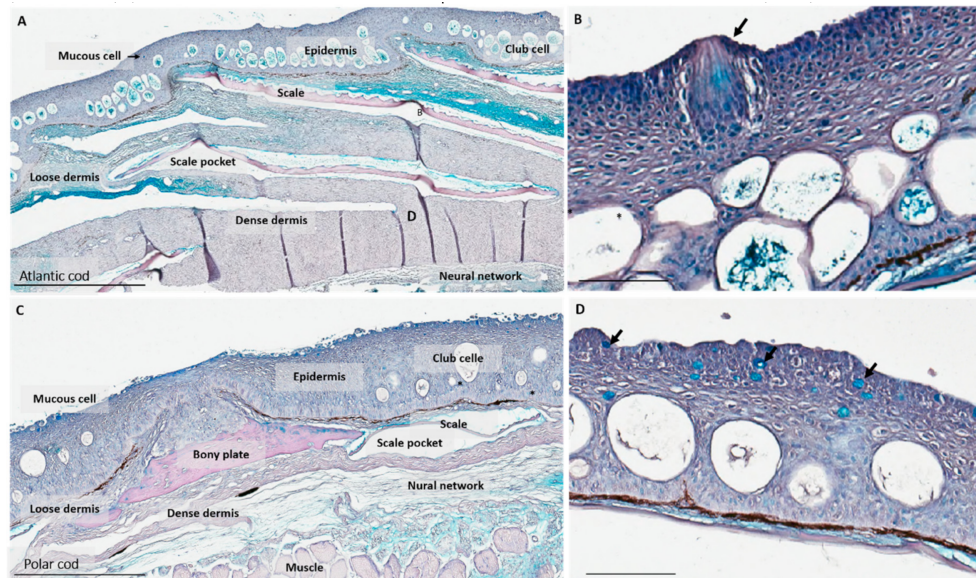 A
Mucous cell
Epidermis
Club cell
Scale
B
Scale pocket
Loose dermis
Dense dermis
D
Atlantic cod
Neural network
B
*
C
Club celle
Epidermis
Mucous cell
Scale
Scale pocket
Bony plate
Nural network
Loose dermis
Dense dermis
Polar cod
Muscle
D